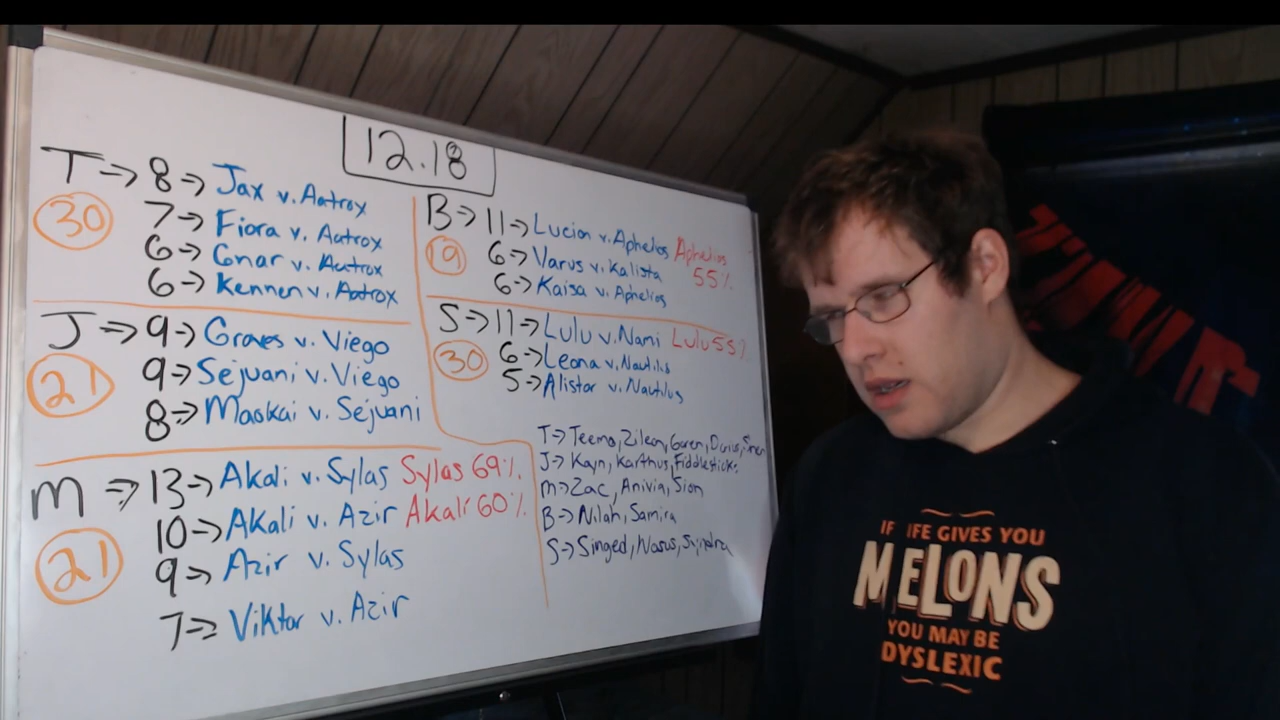 12.18
T → 8 → Jax v. Aatrox
30
7 → Fiora v. Aatrox
6 → Gnar v. Aatrox
6 → Kennen v. Aatrox
J → 9 → Graves v. Viego
21
9 → Sejuani v. Viego
8 → Maokai v. Sejuani
M → 13 → Akali v. Sylas Sylas 69%
21
10 → Akali v. Azir Akali 60%
9 → Azir v. Sylas
7 → Viktor v. Azir
B → 11 → Lucian v. Aphelios Aphelios 55%
19
6 → Varus v. Kalista
6 → Kaisa v. Aphelios
S → 11 → Lulu v. Nami Lulu 55%
30
6 → Leona v. Nautilus
5 → Alistar v. Nautilus
T → Teemo, Zilean, Garen,
J → Kayn, Karthus, Fiddlesticks
M → Zac, Anivia, Sion
B → Nilah, Samira
S → Singed, Nasus,
IF IFE GIVES YOU
MELONS
YOU MAY BE
DYSLEXIC